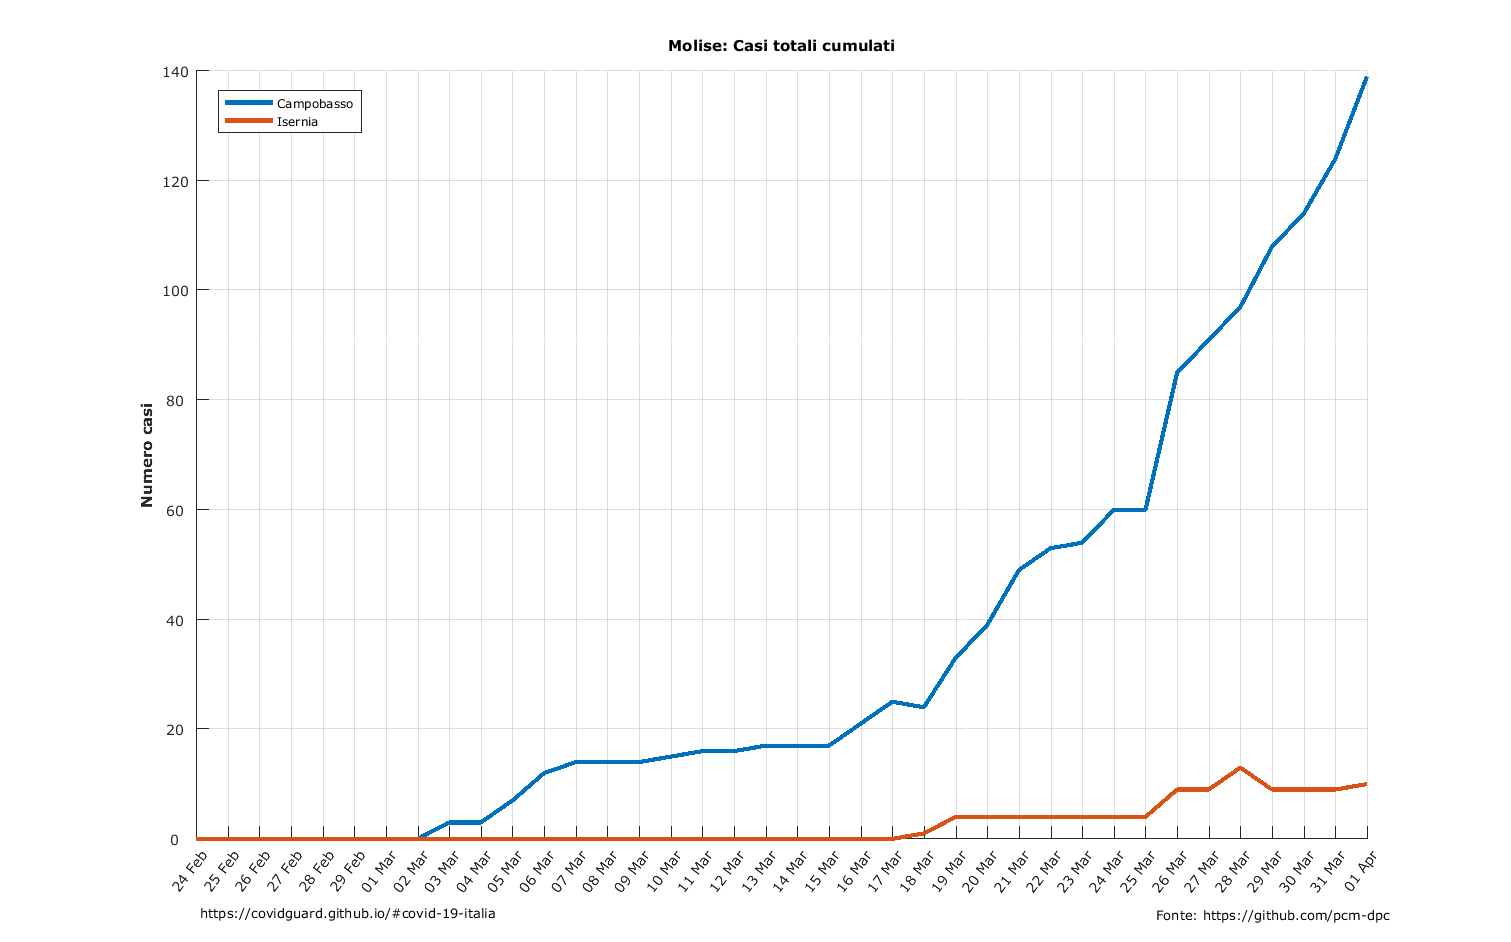 Molise: Casi totali cumulati
140
120
100
80
60
40
20
0
Numero casi
Campobasso
Isernia
24 Feb
25 Feb
26 Feb
27 Feb
28 Feb
29 Feb
01 Mar
02 Mar
03 Mar
04 Mar
05 Mar
06 Mar
07 Mar
08 Mar
09 Mar
10 Mar
11 Mar
12 Mar
13 Mar
14 Mar
15 Mar
16 Mar
17 Mar
18 Mar
19 Mar
20 Mar
21 Mar
22 Mar
23 Mar
24 Mar
25 Mar
26 Mar
27 Mar
28 Mar
29 Mar
30 Mar
31 Mar
01 Apr
https://covidguard.github.io/#covid-19-italia
Fonte: https://github.com/pcm-dpc